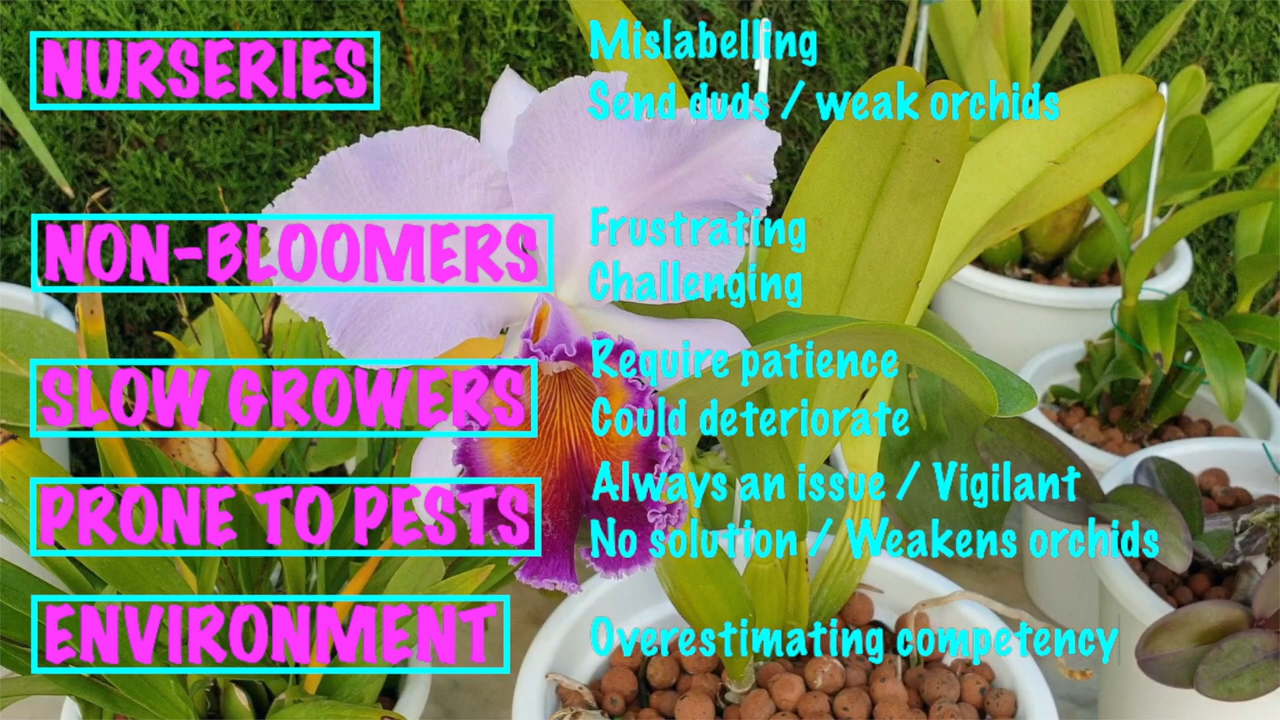 NURSERIES
Mislabelling
Send duds / weak orchids
NON-BLOOMERS
Frustrating
Challenging
SLOW GROWERS
Require patience
Could deteriorate
PRONE TO PESTS
Always an issue / Vigilant
No solution / Weakens orchids
ENVIRONMENT
Overestimating competency